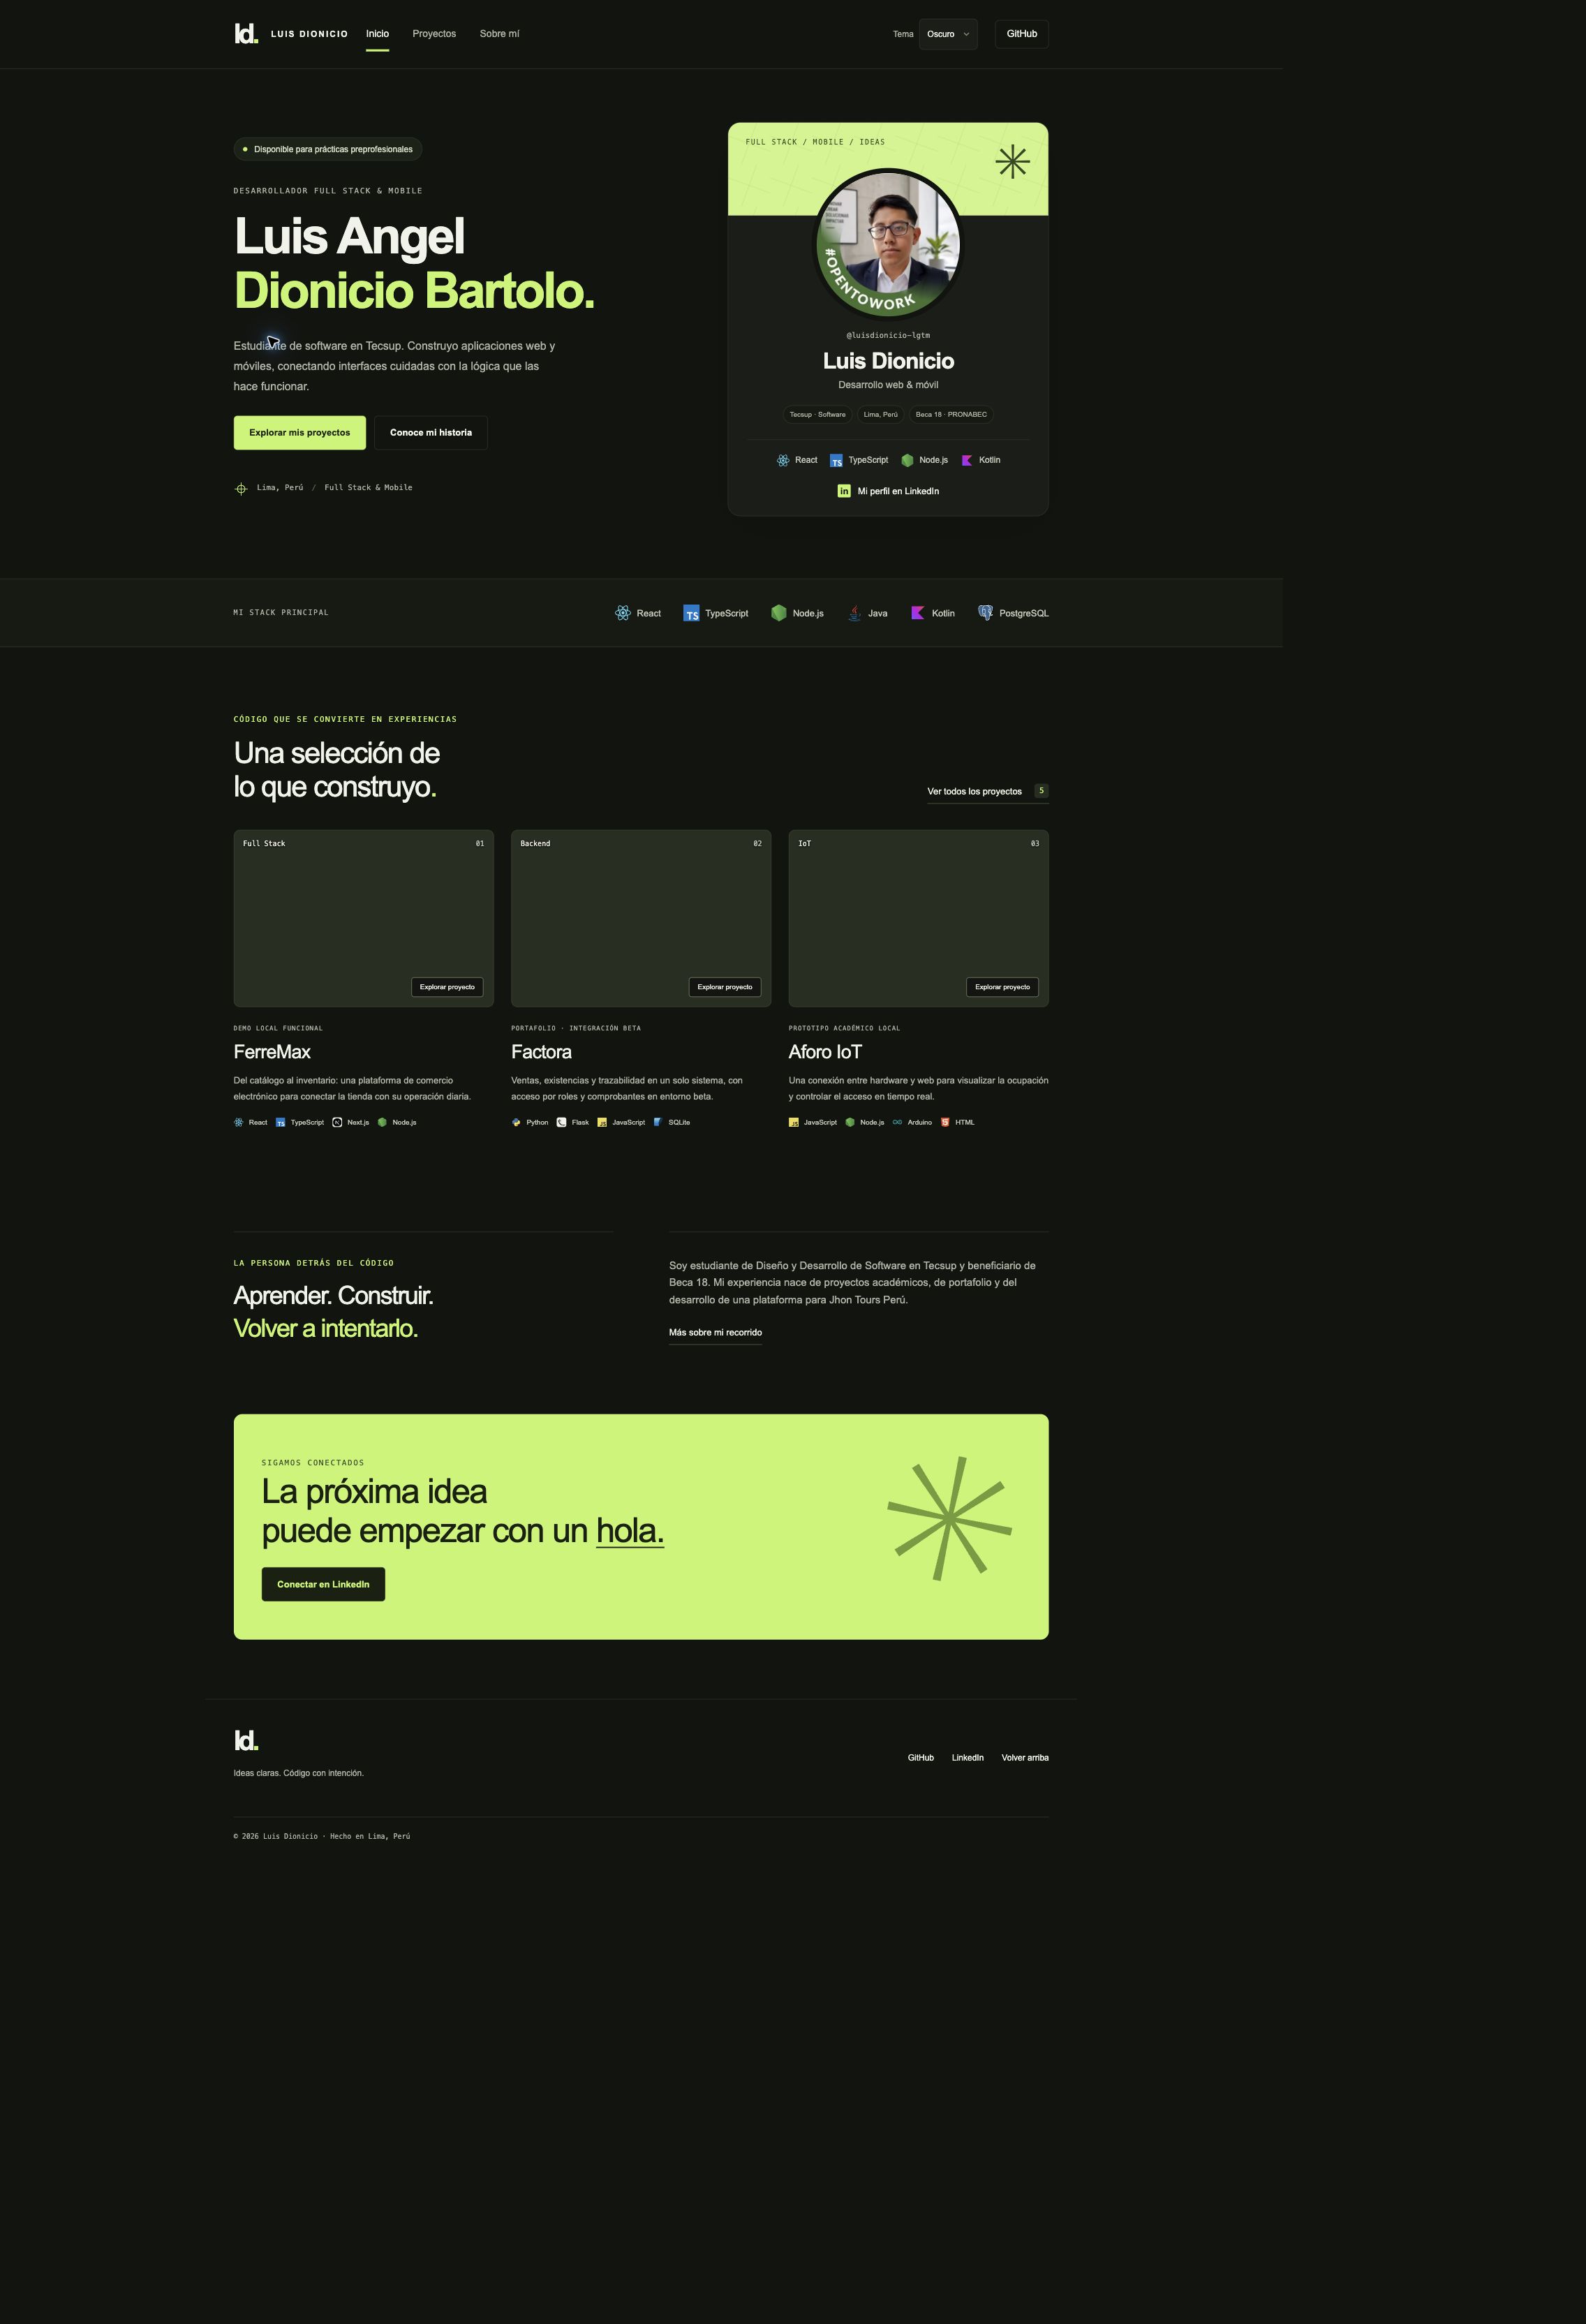 ld.
LUIS DIONICIO
Inicio
Proyectos
Sobre mí
Tema
Oscuro
GitHub
Disponible para prácticas preprofesionales
DESARROLLADOR FULL STACK & MOBILE
Luis Angel
Dionicio Bartolo.
Estudiante de software en Tecsup. Construyo aplicaciones web y
móviles, conectando interfaces cuidadas con la lógica que las
hace funcionar.
Explorar mis proyectos
Conoce mi historia
Lima, Perú / Full Stack & Mobile
FULL STACK / MOBILE / IDEAS
#OPENTOWORK
@luisdionicio-lgtm
Luis Dionicio
Desarrollo web & móvil
Tecsup · Software
Lima, Perú
Beca 18 · PRONABEC
React
TS TypeScript
Node.js
Kotlin
in Mi perfil en LinkedIn
MI STACK PRINCIPAL
React
TS TypeScript
Node.js
Java
Kotlin
PostgreSQL
CÓDIGO QUE SE CONVIERTE EN EXPERIENCIAS
Una selección de
lo que construyo.
Ver todos los proyectos 5
Full Stack 01
Explorar proyecto
DEMO LOCAL FUNCIONAL
FerreMax
Del catálogo al inventario: una plataforma de comercio
electrónico para conectar la tienda con su operación diaria.
React TS TypeScript N Next.js Node.js
Backend 02
Explorar proyecto
PORTAFOLIO · INTEGRACIÓN BETA
Factora
Ventas, existencias y trazabilidad en un solo sistema, con
acceso por roles y comprobantes en entorno beta.
Python Flask JS JavaScript SQLite
IoT 03
Explorar proyecto
PROTOTIPO ACADÉMICO LOCAL
Aforo IoT
Una conexión entre hardware y web para visualizar la ocupación
y controlar el acceso en tiempo real.
JS JavaScript Node.js Arduino 5 HTML
LA PERSONA DETRÁS DEL CÓDIGO
Aprender. Construir.
Volver a intentarlo.
Soy estudiante de Diseño y Desarrollo de Software en Tecsup y beneficiario de
Beca 18. Mi experiencia nace de proyectos académicos, de portafolio y del
desarrollo de una plataforma para Jhon Tours Perú.
Más sobre mi recorrido
SIGAMOS CONECTADOS
La próxima idea
puede empezar con un hola.
Conectar en LinkedIn
ld.
Ideas claras. Código con intención.
GitHub
LinkedIn
Volver arriba
© 2026 Luis Dionicio · Hecho en Lima, Perú